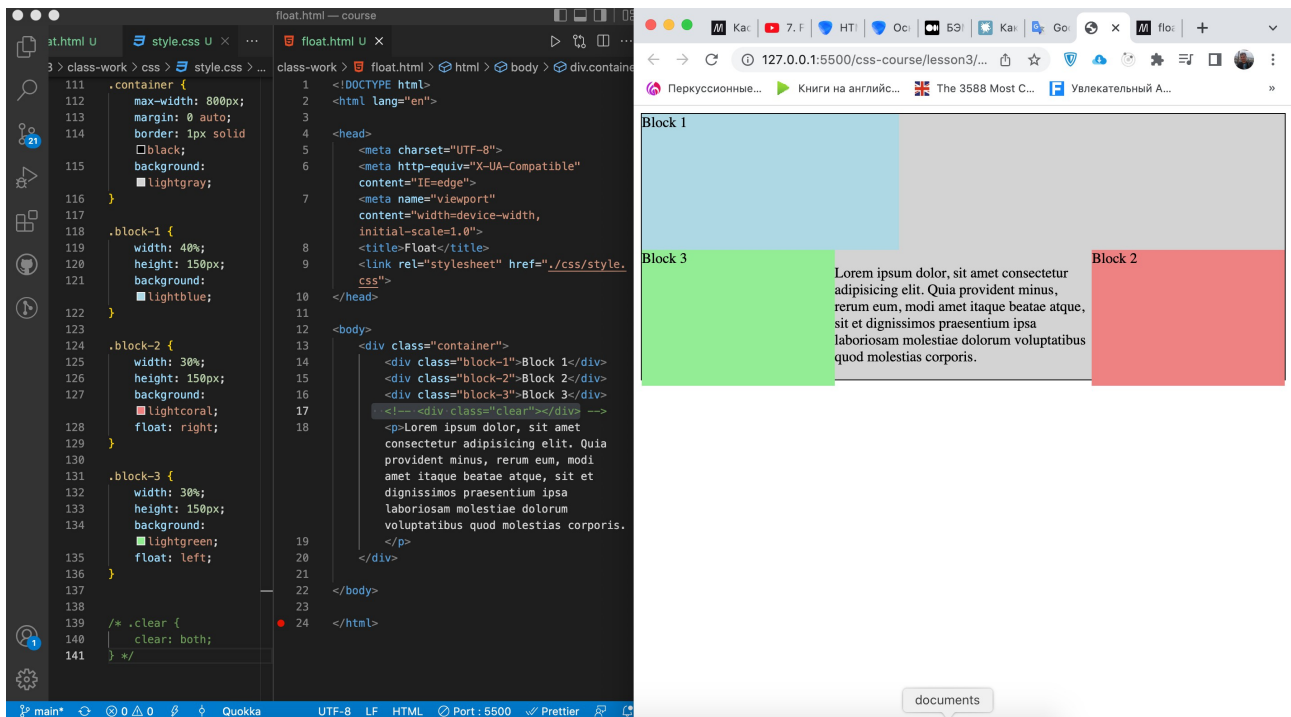 float.html — course
at.html U
style.css U
float.html U
3 > class-work > css > style.css > ...
class-work > float.html > html > body > div.containe
111 .container {
112 max-width: 800px;
113 margin: 0 auto;
114 border: 1px solid
black;
115 background:
lightgray;
116 }
117
118 .block-1 {
119 width: 40%;
120 height: 150px;
121 background:
lightblue;
122 }
123
124 .block-2 {
125 width: 30%;
126 height: 150px;
127 background:
lightcoral;
128 float: right;
129 }
130
131 .block-3 {
132 width: 30%;
133 height: 150px;
134 background:
lightgreen;
135 float: left;
136 }
137
138
139 /* .clear {
140 clear: both;
141 } */
1 <!DOCTYPE html>
2 <html lang="en">
3
4 <head>
5 <meta charset="UTF-8">
6 <meta http-equiv="X-UA-Compatible"
content="IE=edge">
7 <meta name="viewport"
content="width=device-width,
initial-scale=1.0">
8 <title>Float</title>
9 <link rel="stylesheet" href="./css/style.
css">
10 </head>
11
12 <body>
13 <div class="container">
14 <div class="block-1">Block 1</div>
15 <div class="block-2">Block 2</div>
16 <div class="block-3">Block 3</div>
17 <!-- <div class="clear"></div> -->
18 <p>Lorem ipsum dolor, sit amet
consectetur adipisicing elit. Quia
provident minus, rerum eum, modi
amet itaque beatae atque, sit et
dignissimos praesentium ipsa
laboriosam molestiae dolorum
voluptatibus quod molestias corporis.
19 </p>
20 </div>
21
22 </body>
23
24 </html>
21
1
main* 0 0 Quokka UTF-8 LF HTML Port : 5500 Prettier
Кас
7. F
HTI
Осі
БЭІ
Каі
Go
floa
127.0.0.1:5500/css-course/lesson3/...
Перкуссионные...
Книги на английс...
The 3588 Most C...
Увлекательный А...
»
Block 1
Block 3
Lorem ipsum dolor, sit amet consectetur
adipisicing elit. Quia provident minus,
rerum eum, modi amet itaque beatae atque,
sit et dignissimos praesentium ipsa
laboriosam molestiae dolorum voluptatibus
quod molestias corporis.
Block 2
documents